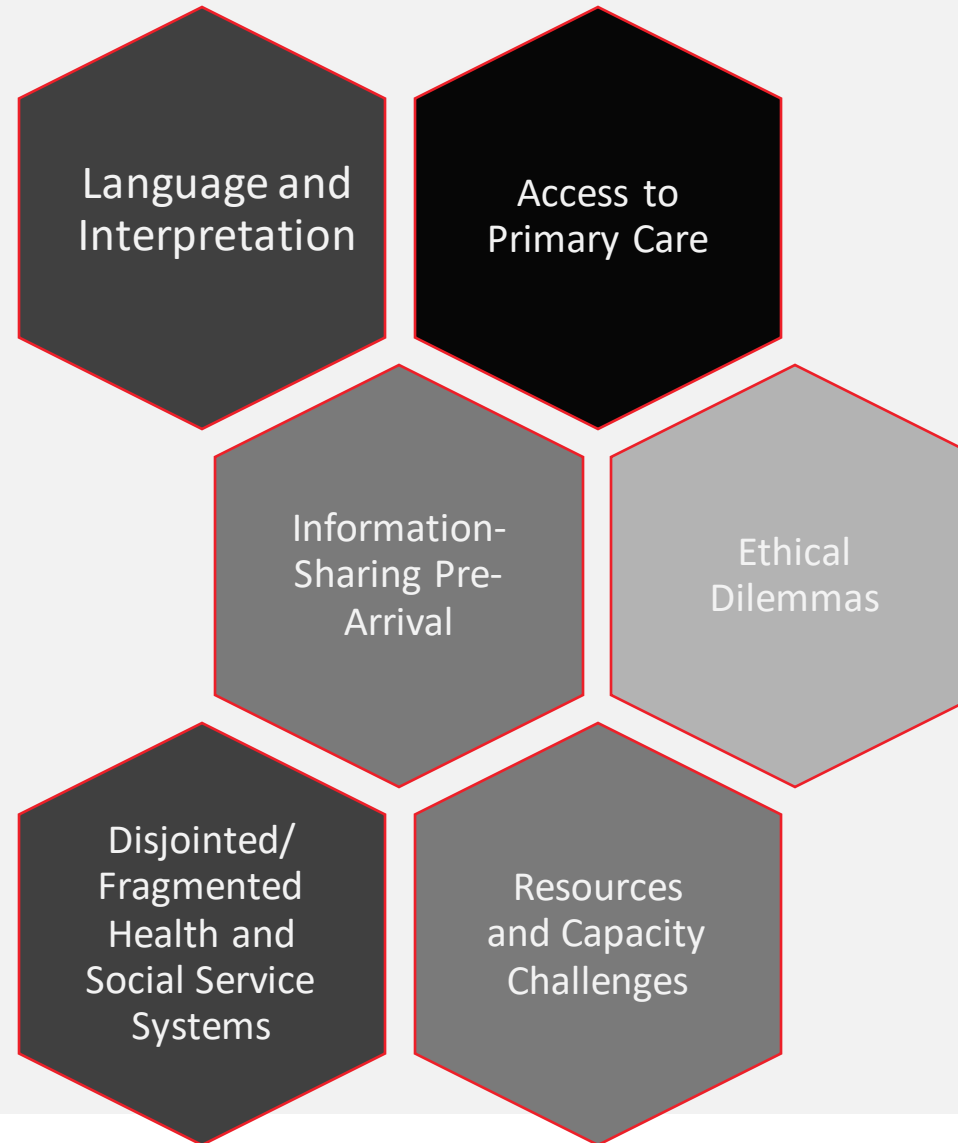 Language and
Interpretation
Access to
Primary Care
Information-
Sharing Pre-
Arrival
Ethical
Dilemmas
Disjointed/
Fragmented
Health and
Social Service
Systems
Resources
and Capacity
Challenges